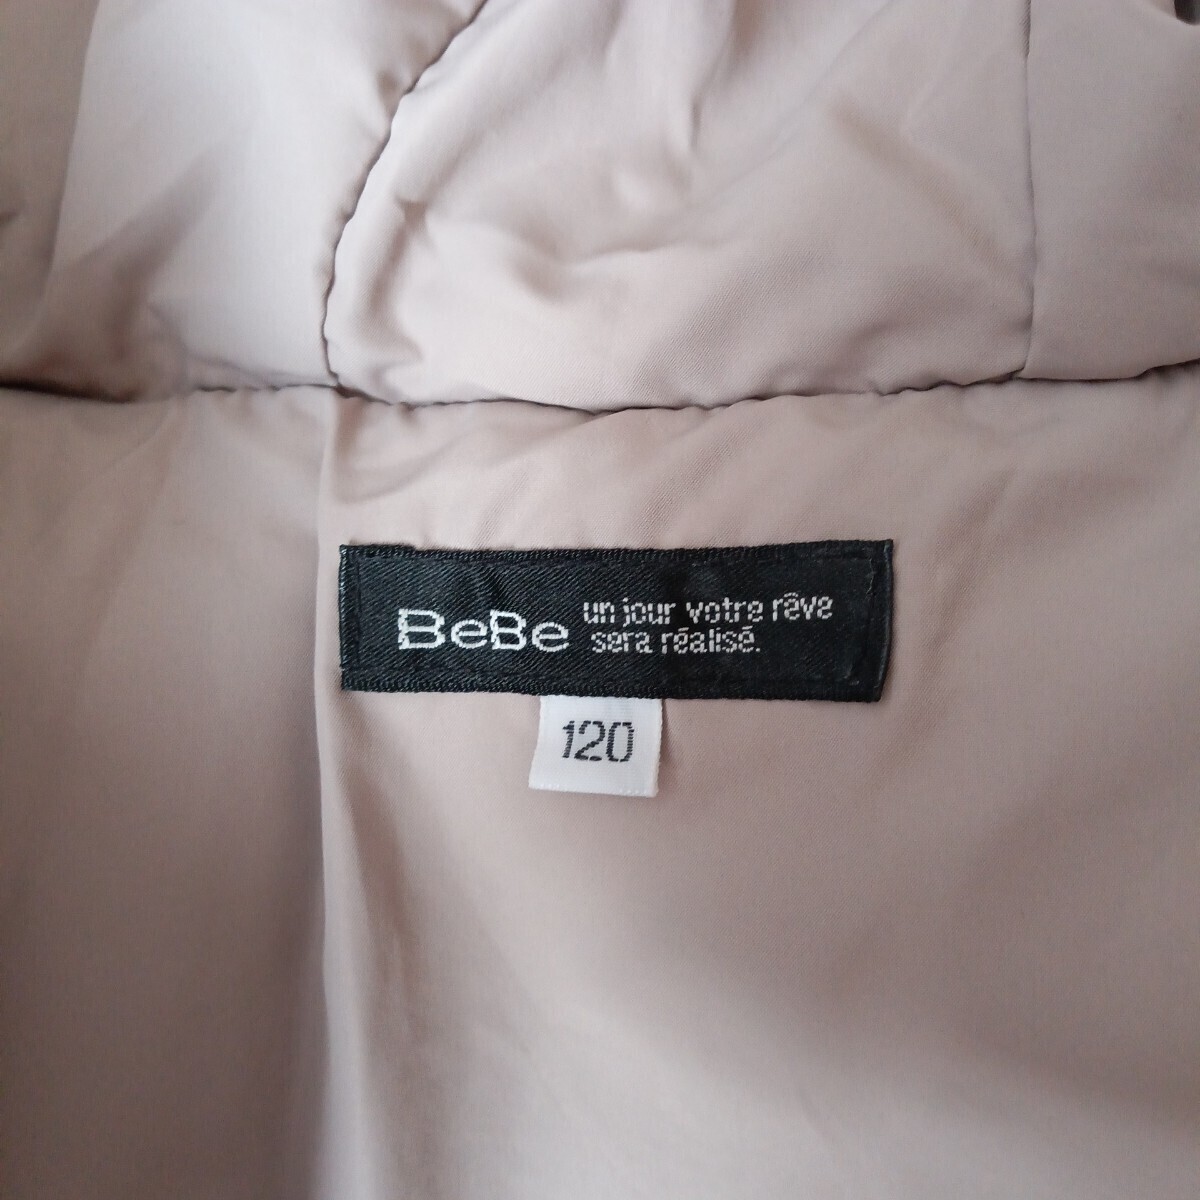 BeBe
un jour votre rêve
sera réalisé.
120